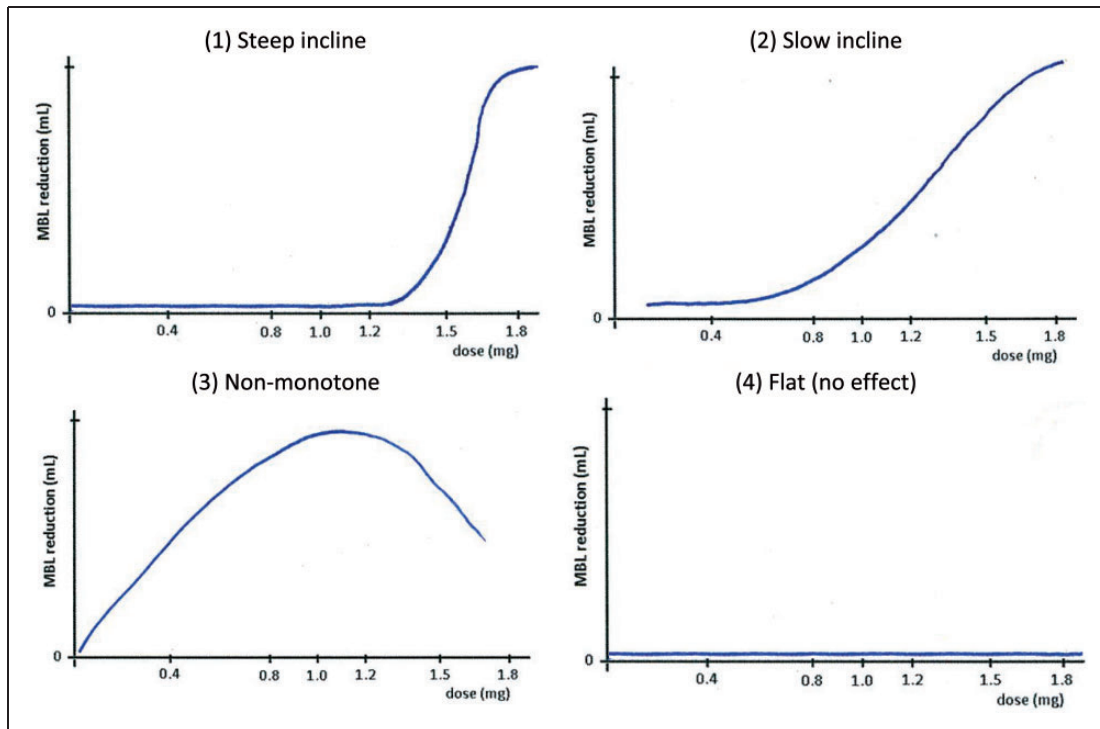 (1) Steep incline
MBL reduction (mL)
0
0.4 0.8 1.0 1.2 1.5 1.8
dose (mg)
(2) Slow incline
MBL reduction (mL)
0
0.4 0.8 1.0 1.2 1.5 1.8
dose (mg)
(3) Non-monotone
MBL reduction (mL)
0
0.4 0.8 1.0 1.2 1.5 1.8
dose (mg)
(4) Flat (no effect)
MBL reduction (mL)
0
0.4 0.8 1.0 1.2 1.5 1.8
dose (mg)